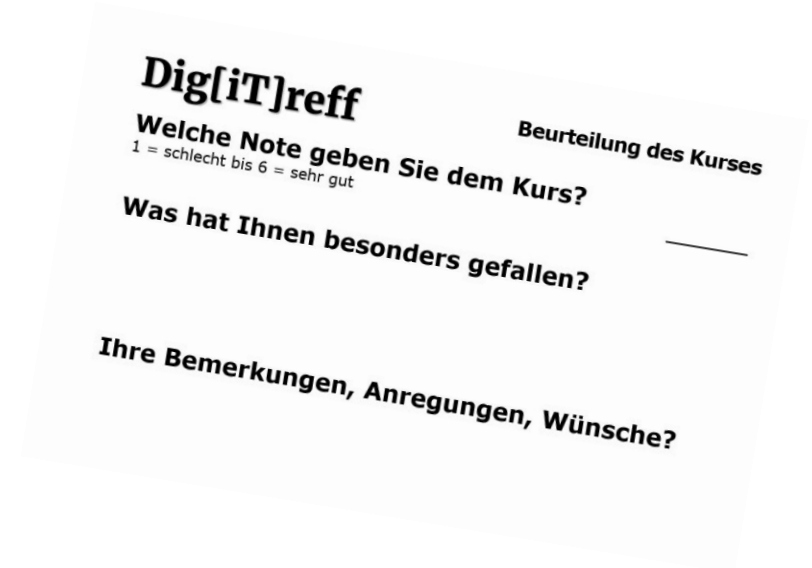 Dig[iT]reff
Beurteilung des Kurses
Welche Note geben Sie dem Kurs?
1 = schlecht bis 6 = sehr gut
Was hat Ihnen besonders gefallen?
Ihre Bemerkungen, Anregungen, Wünsche?